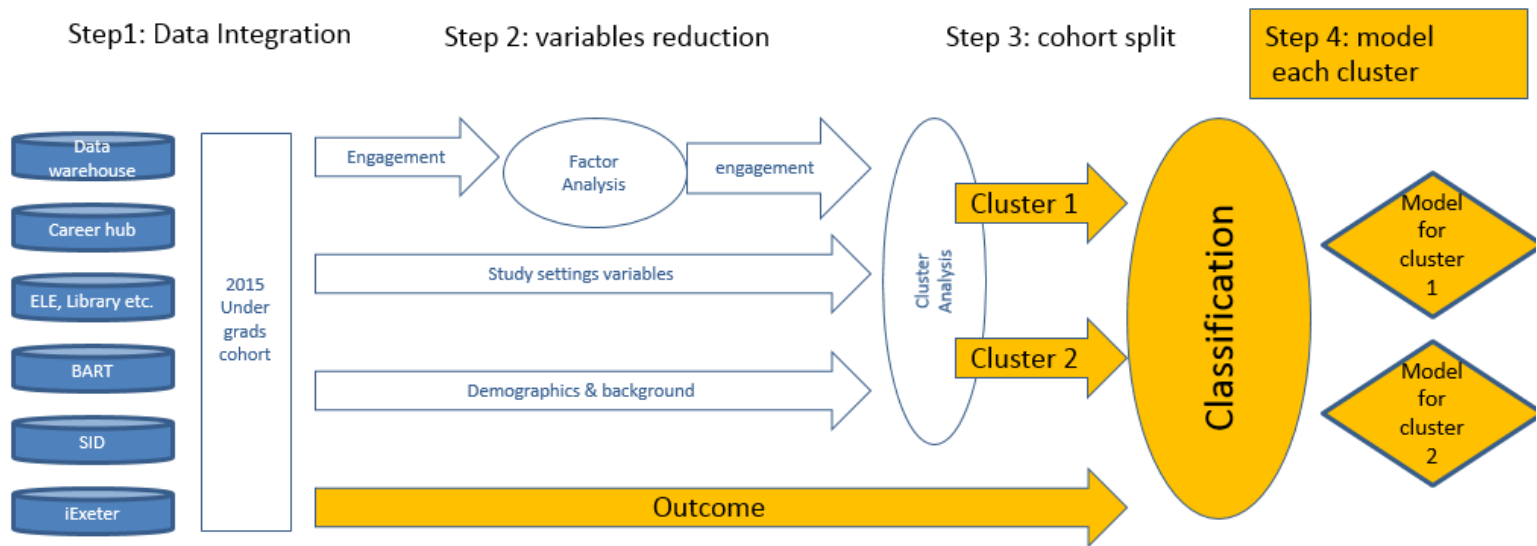 Step1: Data Integration
Step 2: variables reduction
Step 3: cohort split
Step 4: model
each cluster
Data
warehouse
Career hub
ELE, Library etc.
BART
SID
iExeter
2015
Under
grads
cohort
Engagement
Factor
Analysis
engagement
Study settings variables
Demographics & background
Outcome
Cluster
Analysis
Cluster 1
Cluster 2
Classification
Model
for
cluster
1
Model
for
cluster
2